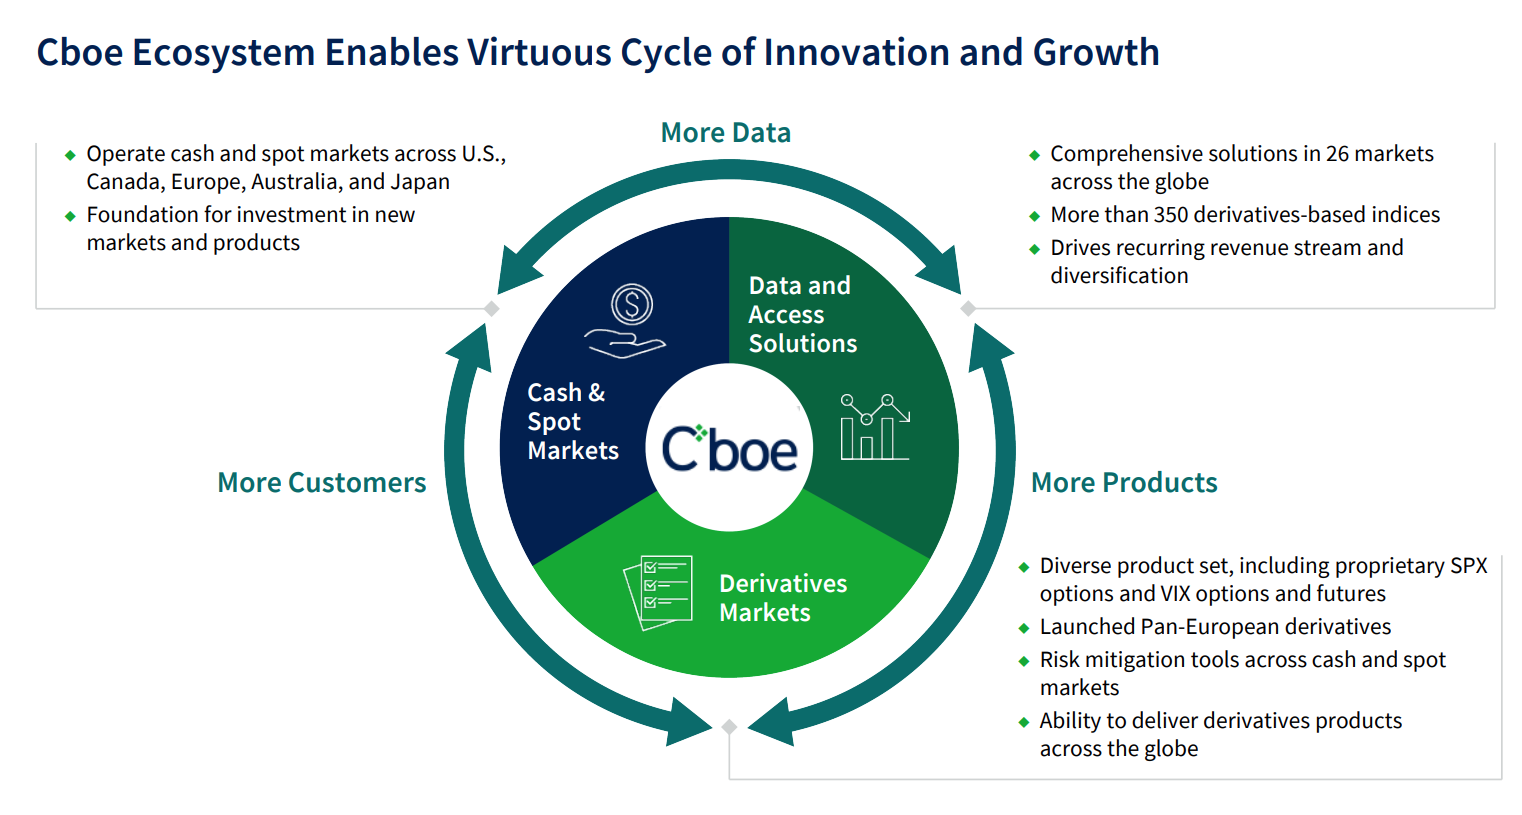 Cboe Ecosystem Enables Virtuous Cycle of Innovation and Growth
More Data
◆ Operate cash and spot markets across U.S.,
Canada, Europe, Australia, and Japan
◆ Foundation for investment in new
markets and products
◆ Comprehensive solutions in 26 markets
across the globe
◆ More than 350 derivatives-based indices
◆ Drives recurring revenue stream and
diversification
Data and
Access
Solutions
$
Cash &
Spot
Markets
Cboe
More Customers
More Products
Derivatives
Markets
◆ Diverse product set, including proprietary SPX
options and VIX options and futures
◆ Launched Pan-European derivatives
◆ Risk mitigation tools across cash and spot
markets
◆ Ability to deliver derivatives products
across the globe